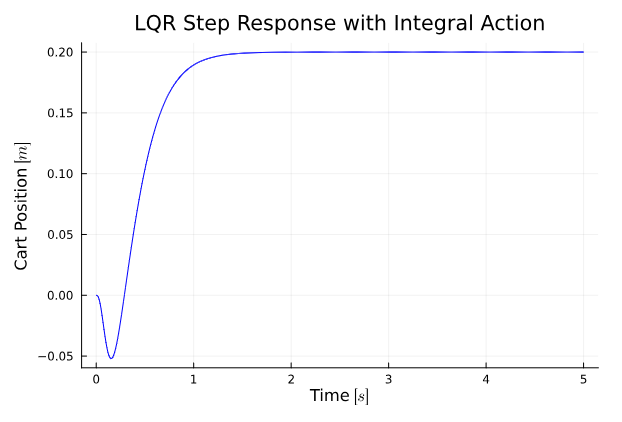 LQR Step Response with Integral Action
0.20
0.15
0.10
0.05
0.00
−0.05
Cart Position [m]
0 1 2 3 4 5
Time [s]